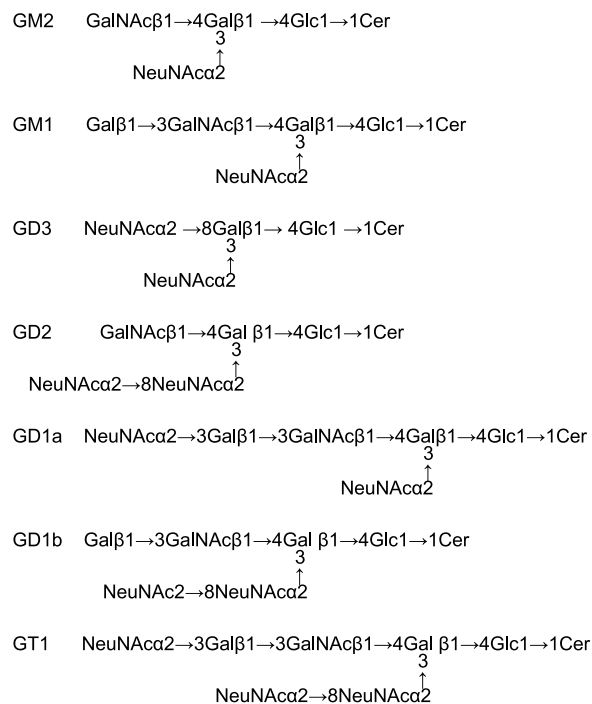 GM2 GalNAcβ1→4Galβ1 →4Glc1→1Cer
3
↑
NeuNAcα2
GM1 Galβ1→3GalNAcβ1→4Galβ1→4Glc1→1Cer
3
↑
NeuNAcα2
GD3 NeuNAcα2 →8Galβ1→ 4Glc1 →1Cer
3
↑
NeuNAcα2
GD2 GalNAcβ1→4Gal β1→4Glc1→1Cer
3
↑
NeuNAcα2→8NeuNAcα2
GD1a NeuNAcα2→3Galβ1→3GalNAcβ1→4Galβ1→4Glc1→1Cer
3
↑
NeuNAcα2
GD1b Galβ1→3GalNAcβ1→4Gal β1→4Glc1→1Cer
3
↑
NeuNAc2→8NeuNAcα2
GT1 NeuNAcα2→3Galβ1→3GalNAcβ1→4Gal β1→4Glc1→1Cer
3
↑
NeuNAcα2→8NeuNAcα2